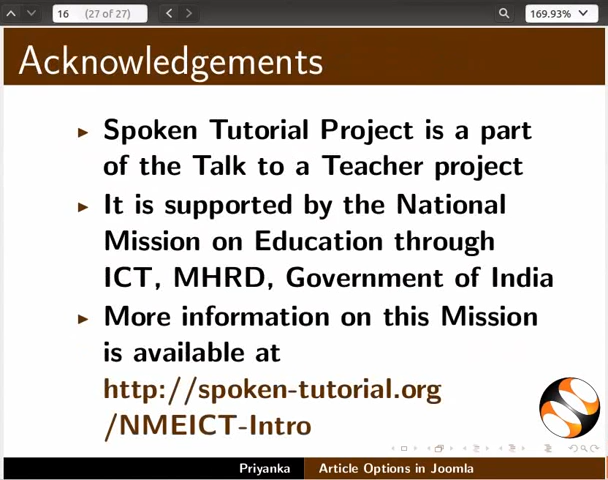 16 (27 of 27) 169.93%
Acknowledgements
Spoken Tutorial Project is a part
of the Talk to a Teacher project
It is supported by the National
Mission on Education through
ICT, MHRD, Government of India
More information on this Mission
is available at
http://spoken-tutorial.org
/NMEICT-Intro
Priyanka Article Options in Joomla